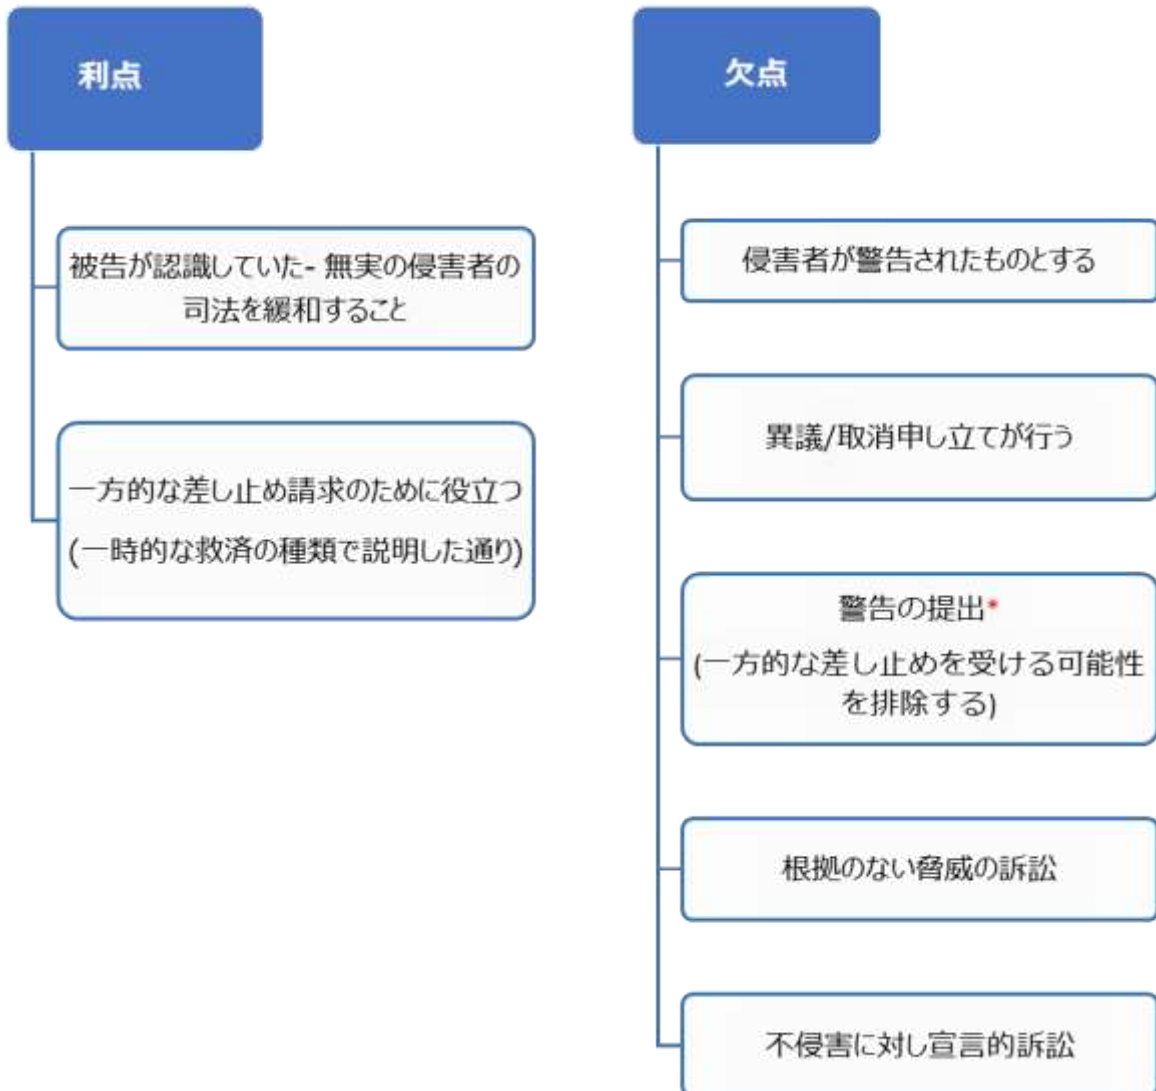 利点
被告が認識していた- 無実の侵害者の
司法を緩和すること
一方的な差し止め請求のために役立つ
(一時的な救済の種類で説明した通り)
欠点
侵害者が警告されたものとする
異議/取消申し立てが行う
警告の提出*
(一方的な差し止めを受ける可能性
を排除する)
根拠のない脅威の訴訟
不侵害に対し宣言的訴訟